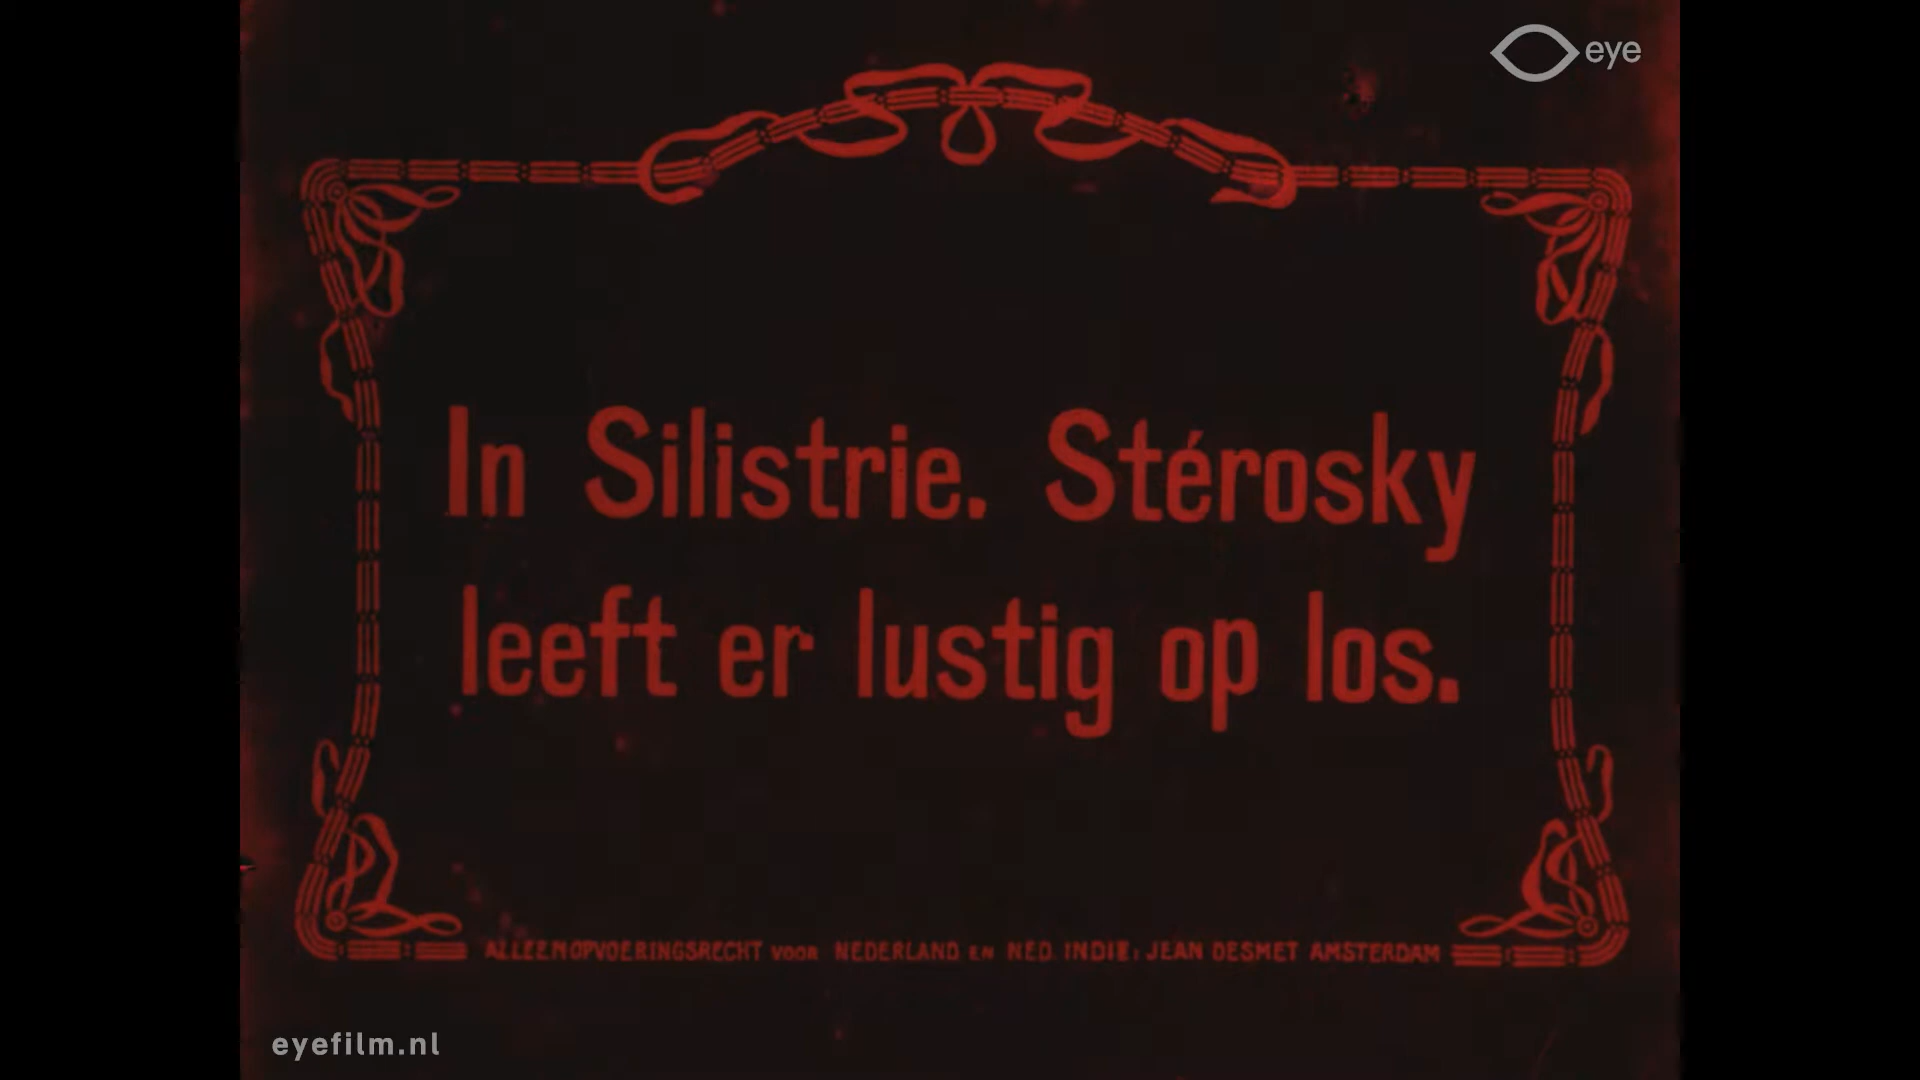 eye
In Silistrie. Stérosky
leeft er lustig op los.
ALLEENOPVOERINGSRECHT VOOR NEDERLAND EN NED. INDIE: JEAN DESMET AMSTERDAM
eyefilm.nl